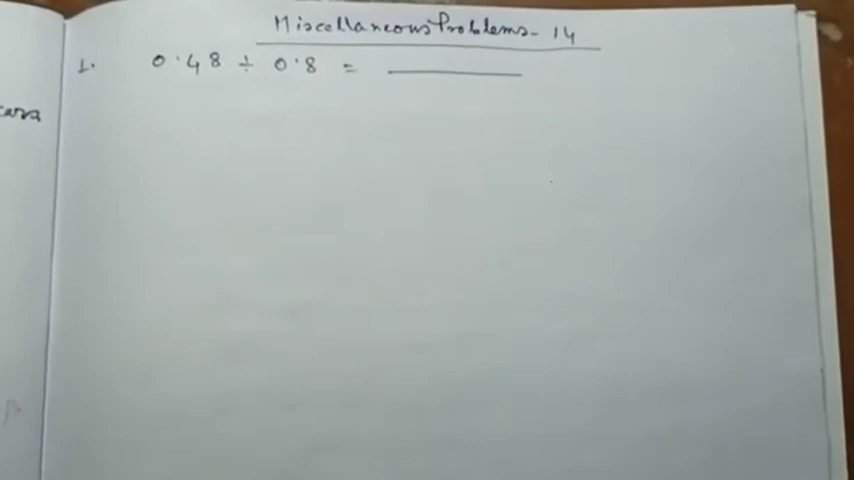 Miscellaneous Problems - 14
1. 0.48 ÷ 0.8 = ________